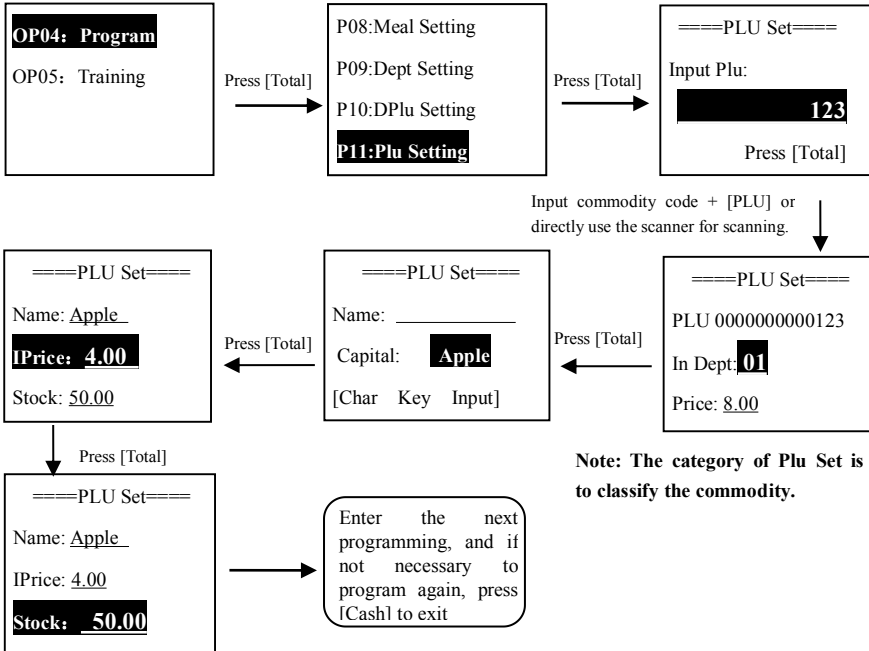 OP04：Program
OP05：Training
Press [Total]
P08:Meal Setting
P09:Dept Setting
P10:DPlu Setting
P11:Plu Setting
Press [Total]
====PLU Set====
Input Plu:
123
Press [Total]
Input commodity code + [PLU] or
directly use the scanner for scanning.
====PLU Set====
PLU 0000000000123
In Dept: 01
Price: 8.00
Note: The category of Plu Set is
to classify the commodity.
Press [Total]
====PLU Set====
Name: ____________
Capital: Apple
[Char Key Input]
Press [Total]
====PLU Set====
Name: Apple
IPrice：4.00
Stock: 50.00
Press [Total]
====PLU Set====
Name: Apple
IPrice: 4.00
Stock： 50.00
Enter the next
programming, and if
not necessary to
program again, press
[Cash] to exit